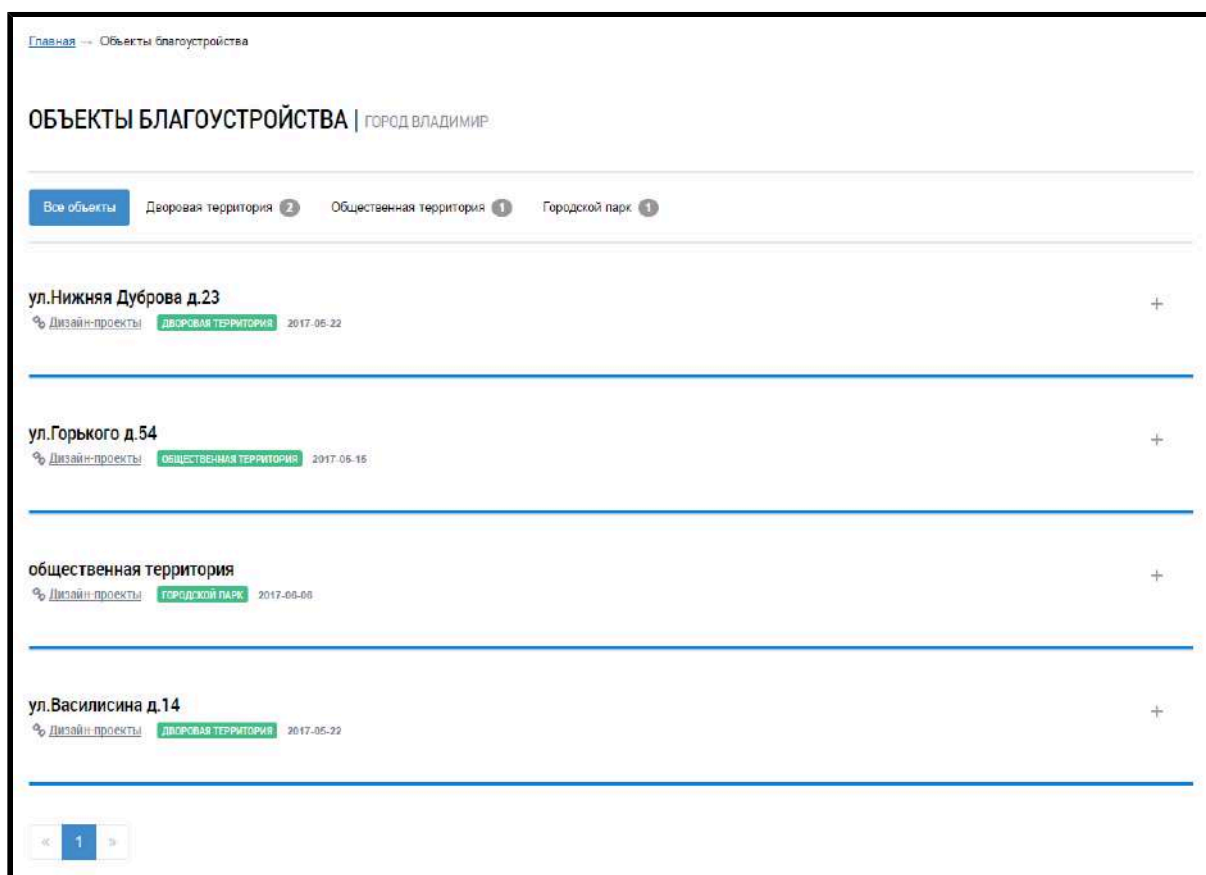 Главная → Объекты благоустройства
ОБЪЕКТЫ БЛАГОУСТРОЙСТВА | ГОРОД ВЛАДИМИР
Все объекты Дворовая территория 2 Общественная территория 1 Городской парк 1
ул.Нижняя Дуброва д.23
Дизайн-проекты ДВОРОВАЯ ТЕРРИТОРИЯ 2017-05-22
ул.Горького д.54
Дизайн-проекты ОБЩЕСТВЕННАЯ ТЕРРИТОРИЯ 2017-05-15
общественная территория
Дизайн-проекты ГОРОДСКОЙ ПАРК 2017-06-06
ул.Василисина д.14
Дизайн-проекты ДВОРОВАЯ ТЕРРИТОРИЯ 2017-05-22
« 1 »